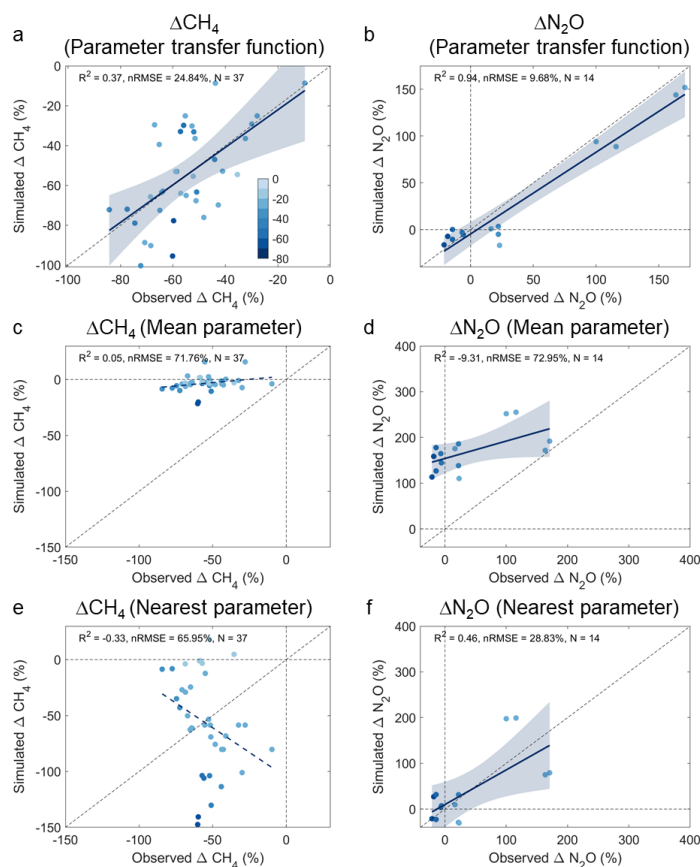 a
ΔCH4
(Parameter transfer function)
R2 = 0.37, nRMSE = 24.84%, N = 37
0
-20
-40
-60
-80
-100
Simulated Δ CH4 (%)
0
-20
-40
-60
-80
-100
-80
-60
-40
-20
0
Observed Δ CH4 (%)
b
ΔN2O
(Parameter transfer function)
R2 = 0.94, nRMSE = 9.68%, N = 14
150
100
50
0
Simulated Δ N2O (%)
0
50
100
150
Observed Δ N2O (%)
c
ΔCH4 (Mean parameter)
R2 = 0.05, nRMSE = 71.76%, N = 37
0
-50
-100
-150
Simulated Δ CH4 (%)
-150
-100
-50
0
Observed Δ CH4 (%)
d
ΔN2O (Mean parameter)
R2 = -9.31, nRMSE = 72.95%, N = 14
400
300
200
100
0
Simulated Δ N2O (%)
0
100
200
300
400
Observed Δ N2O (%)
e
ΔCH4 (Nearest parameter)
R2 = -0.33, nRMSE = 65.95%, N = 37
0
-50
-100
-150
Simulated Δ CH4 (%)
-150
-100
-50
0
Observed Δ CH4 (%)
f
ΔN2O (Nearest parameter)
R2 = 0.46, nRMSE = 28.83%, N = 14
400
300
200
100
0
Simulated Δ N2O (%)
0
100
200
300
400
Observed Δ N2O (%)